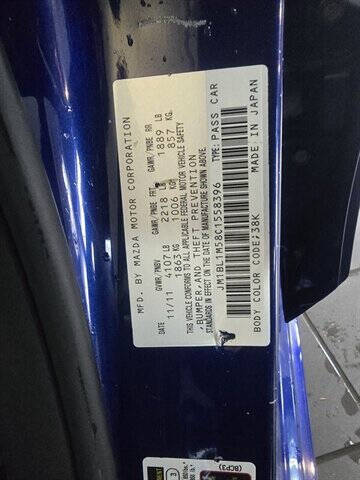 MFD. BY MAZDA MOTOR CORPORATION
DATE GVWR/PNBV GAWR/PNBE FRT GAWR/PNBE RR
11/11 4107 LB 2218 LB 1889 LB
1863 KG 1006 KG 857 KG.
THIS VEHICLE CONFORMS TO ALL APPLICABLE FEDERAL MOTOR VEHICLE SAFETY
,BUMPER,AND THEFT PREVENTION
STANDARDS IN EFFECT ON THE DATE OF MANUFACTURE SHOWN ABOVE.
JM1BL1M58C1558396 TYPE: PASS CAR
BODY COLOR CODE;38K MADE IN JAPAN
(BCP3)
3